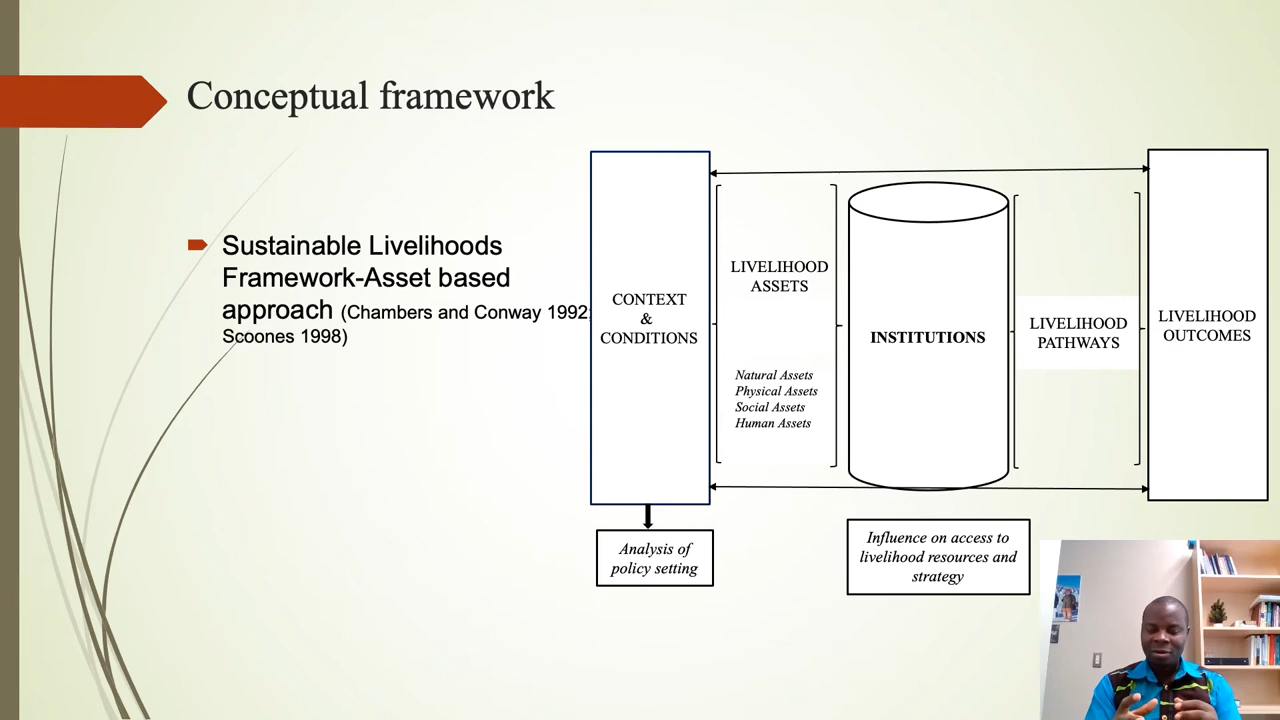 Conceptual framework
Sustainable Livelihoods
Framework-Asset based
approach (Chambers and Conway 1992;
Scoones 1998)
CONTEXT
&
CONDITIONS
LIVELIHOOD
ASSETS
Natural Assets
Physical Assets
Social Assets
Human Assets
INSTITUTIONS
LIVELIHOOD
PATHWAYS
LIVELIHOOD
OUTCOMES
Analysis of
policy setting
Influence on access to
livelihood resources and
strategy